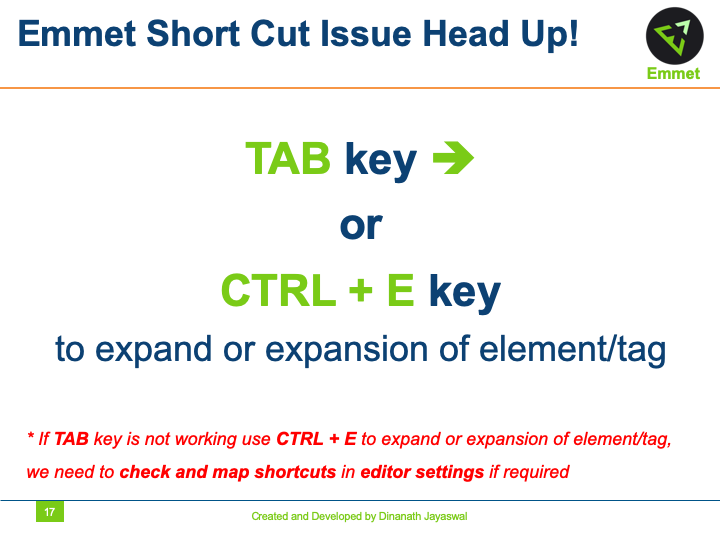 Emmet Short Cut Issue Head Up!
Emmet
TAB key ➔
or
CTRL + E key
to expand or expansion of element/tag
* If TAB key is not working use CTRL + E to expand or expansion of element/tag,
we need to check and map shortcuts in editor settings if required
17
Created and Developed by Dinanath Jayaswal